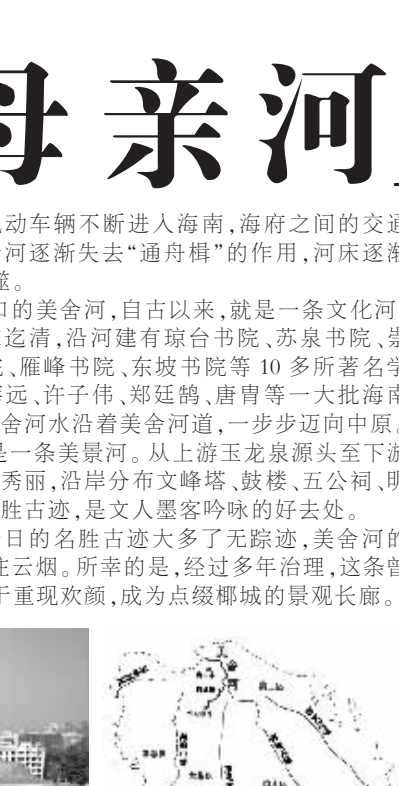 母亲河
动车辆不断进入海南,海府之间的交通
河逐渐失去“通舟楫”的作用,河床逐渐
。
的美舍河,自古以来,就是一条文化河
迄清,沿河建有琼台书院、苏泉书院、崇
、雁峰书院、东坡书院等 10 多所著名学
远、许子伟、郑廷鹄、唐胄等一大批海南
舍河水沿着美舍河道,一步步迈向中原。
是一条美景河。从上游玉龙泉源头至下游
秀丽,沿岸分布文峰塔、鼓楼、五公祠、明
胜古迹,是文人墨客吟咏的好去处。
日的名胜古迹大多了无踪迹,美舍河的
往云烟。所幸的是,经过多年治理,这条曾
于重现欢颜,成为点缀椰城的景观长廊。